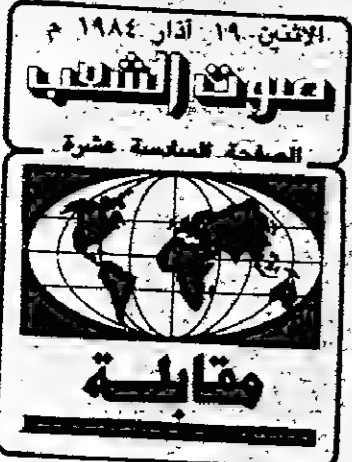 الاثنين ١٩ آذار ١٩٨٤ م
صوت الشعب
الصفحة السادسة عشرة
مقابلة